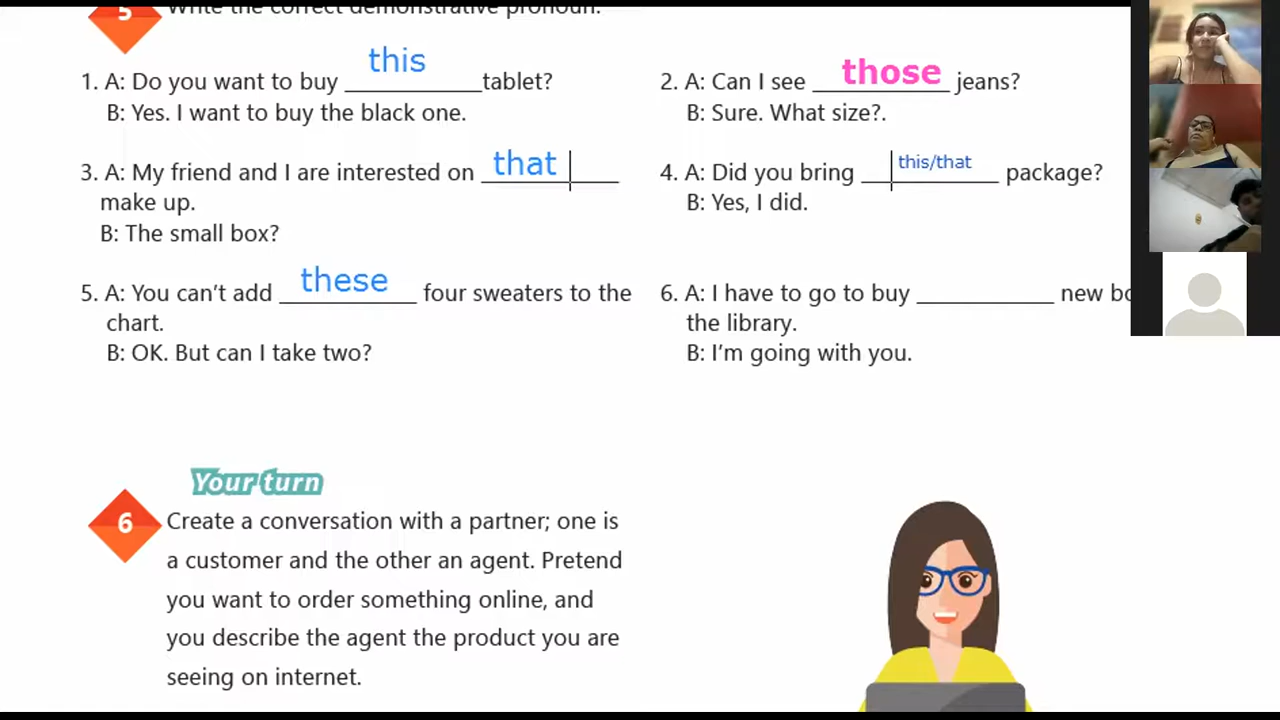 5 Write the correct demonstrative pronoun.
1. A: Do you want to buy this tablet?
B: Yes. I want to buy the black one.
2. A: Can I see those jeans?
B: Sure. What size?.
3. A: My friend and I are interested on that
make up.
B: The small box?
4. A: Did you bring this/that package?
B: Yes, I did.
5. A: You can't add these four sweaters to the
chart.
B: OK. But can I take two?
6. A: I have to go to buy ____________ new
the library.
B: I'm going with you.
Your turn
6 Create a conversation with a partner; one is
a customer and the other an agent. Pretend
you want to order something online, and
you describe the agent the product you are
seeing on internet.